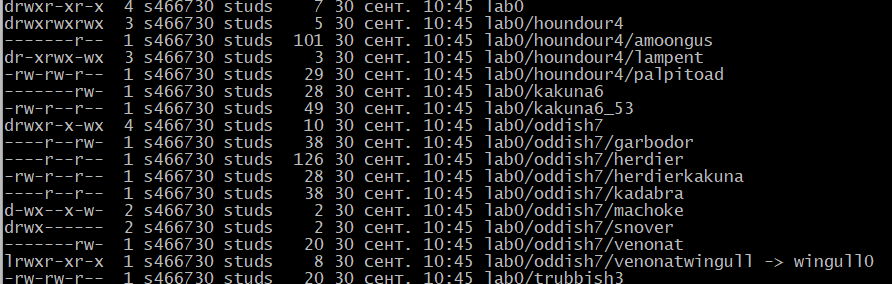 drwxr-xr-x 4 s466730 studs 7 30 сент. 10:45 lab0
drwxrwxrwx 3 s466730 studs 5 30 сент. 10:45 lab0/houndour4
-------r-- 1 s466730 studs 101 30 сент. 10:45 lab0/houndour4/amoongus
dr-xrwx-wx 3 s466730 studs 3 30 сент. 10:45 lab0/houndour4/lampent
-rw-rw-r-- 1 s466730 studs 29 30 сент. 10:45 lab0/houndour4/palpitoad
-------rw- 1 s466730 studs 28 30 сент. 10:45 lab0/kakuna6
-rw-r--r-- 1 s466730 studs 49 30 сент. 10:45 lab0/kakuna6_53
drwxr-x-wx 4 s466730 studs 10 30 сент. 10:45 lab0/oddish7
----r--rw- 1 s466730 studs 38 30 сент. 10:45 lab0/oddish7/garbodor
----r--r-- 1 s466730 studs 126 30 сент. 10:45 lab0/oddish7/herdier
-rw-r--r-- 1 s466730 studs 28 30 сент. 10:45 lab0/oddish7/herdierkakuna
----r--r-- 1 s466730 studs 38 30 сент. 10:45 lab0/oddish7/kadabra
d-wx--x-w- 2 s466730 studs 2 30 сент. 10:45 lab0/oddish7/machoke
drwx------ 2 s466730 studs 2 30 сент. 10:45 lab0/oddish7/snover
-------rw- 1 s466730 studs 20 30 сент. 10:45 lab0/oddish7/venonat
lrwxr-xr-x 1 s466730 studs 8 30 сент. 10:45 lab0/oddish7/venonatwingull -> wingull0
-rw-rw-r-- 1 s466730 studs 20 30 сент. 10:45 lab0/trubbish3